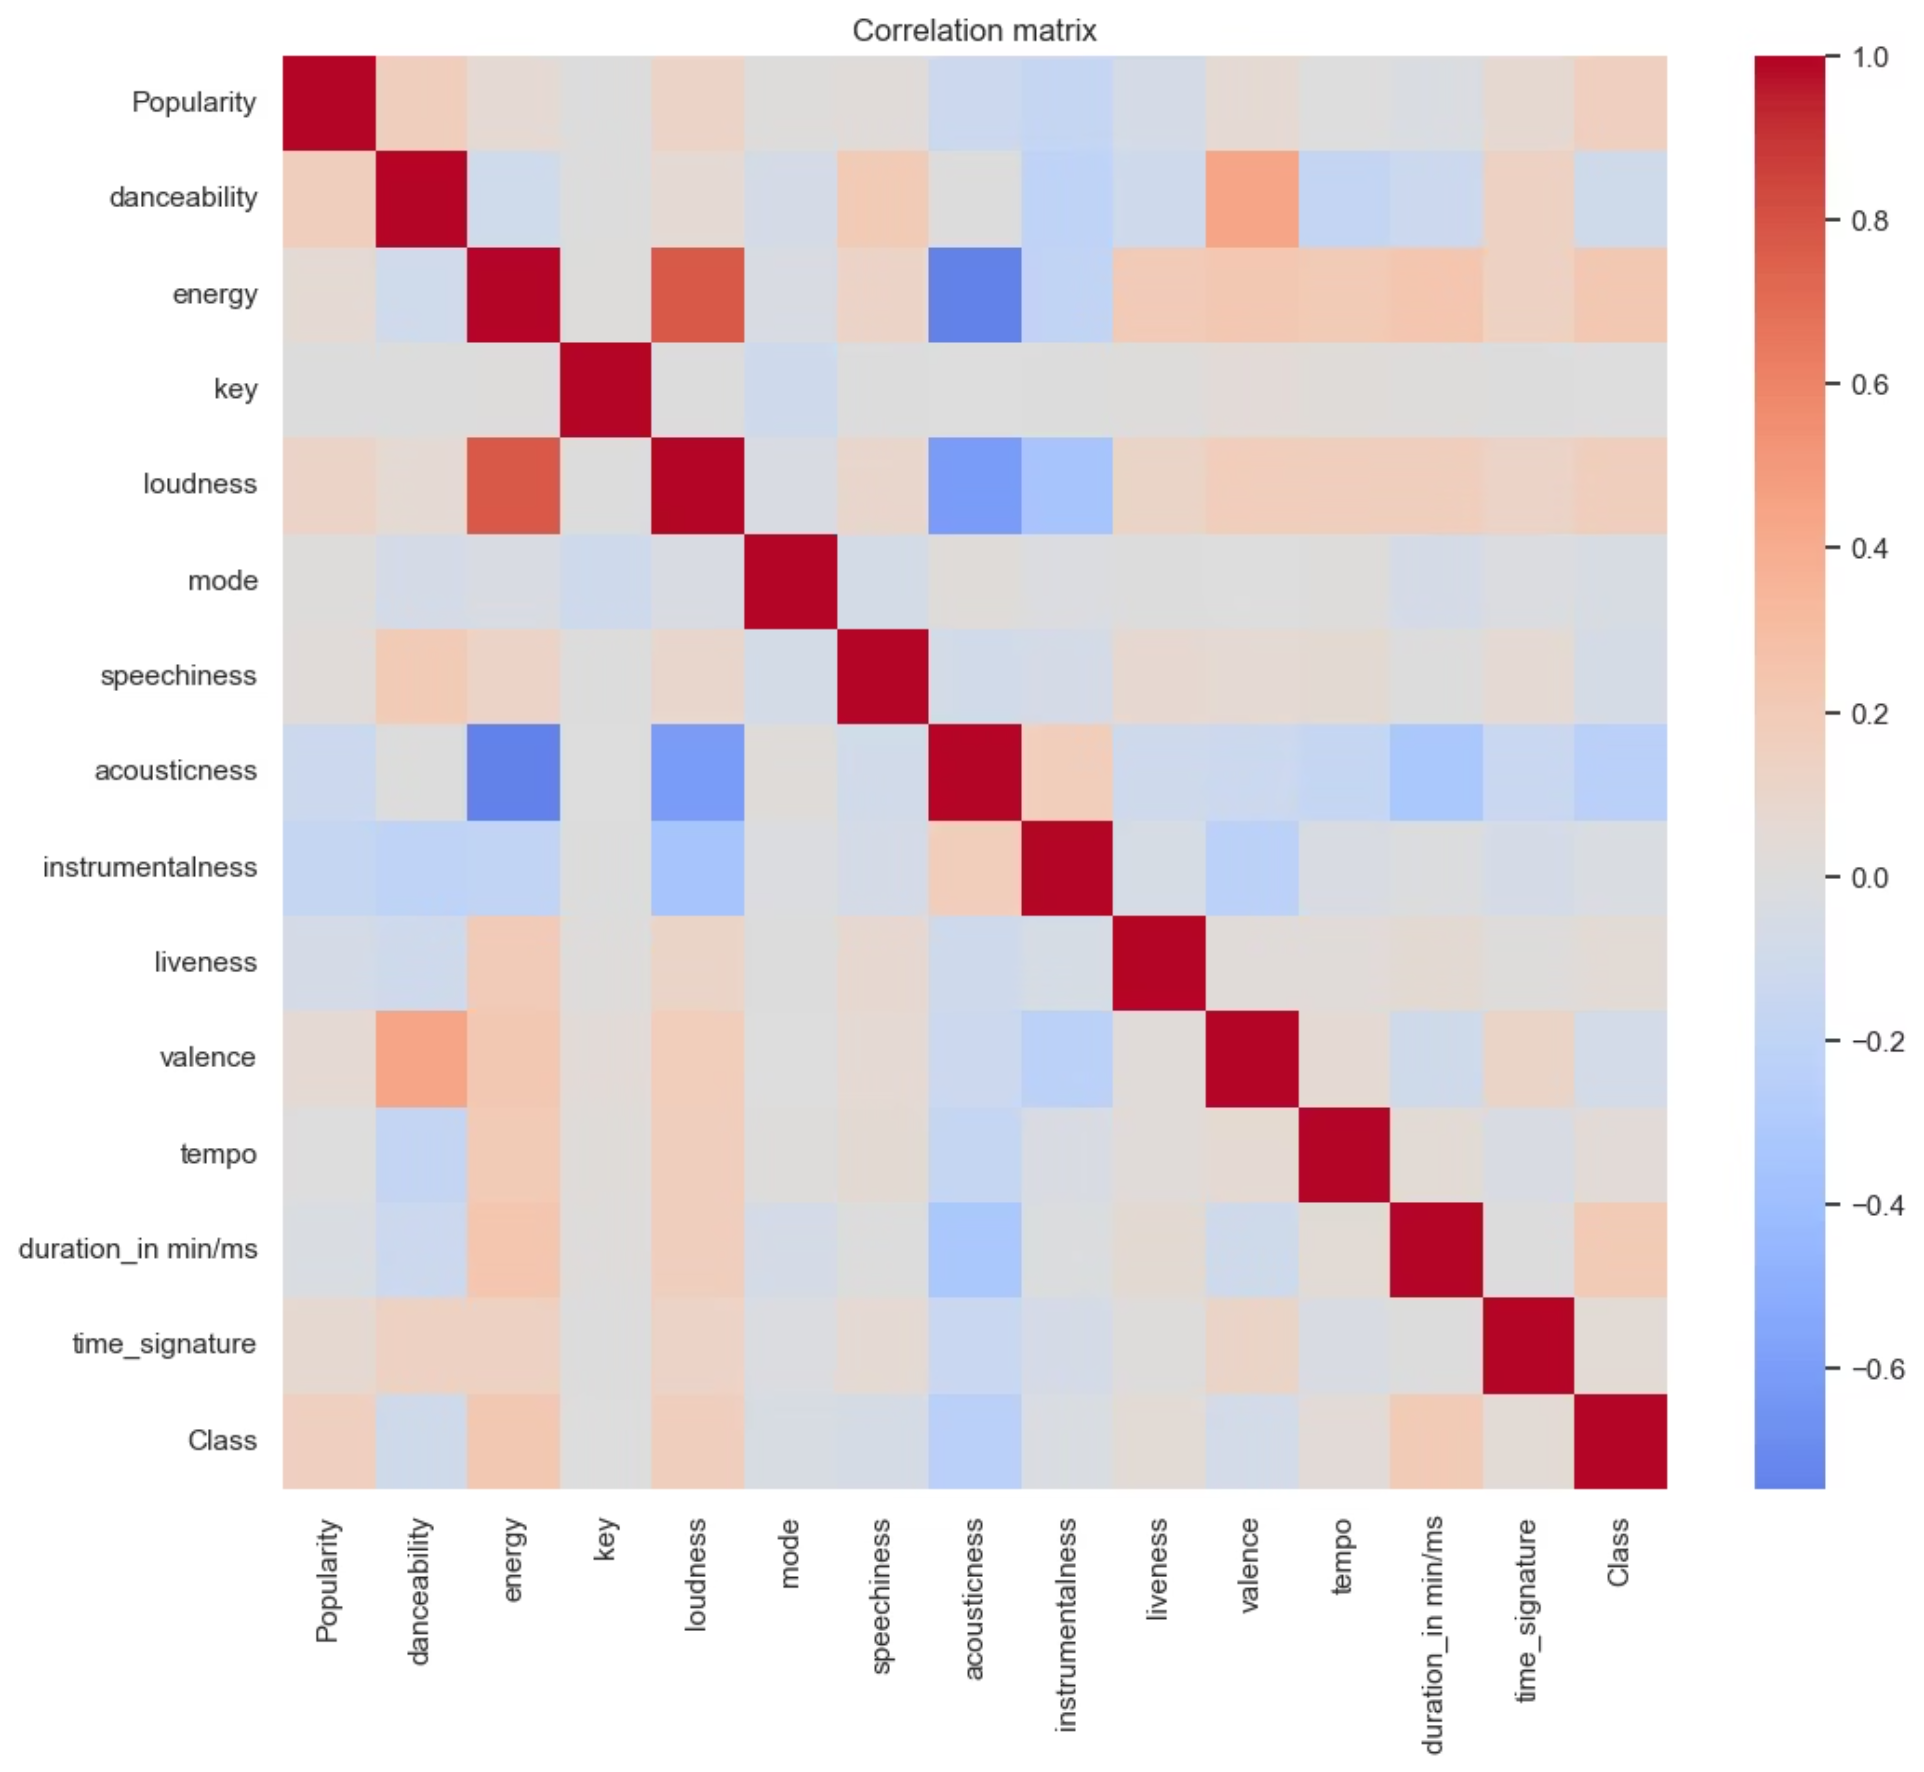 Correlation matrix
Popularity
danceability
energy
key
loudness
mode
speechiness
acousticness
instrumentalness
liveness
valence
tempo
duration_in min/ms
time_signature
Class
Popularity
danceability
energy
key
loudness
mode
speechiness
acousticness
instrumentalness
liveness
valence
tempo
duration_in min/ms
time_signature
Class
1.0
0.8
0.6
0.4
0.2
0.0
−0.2
−0.4
−0.6